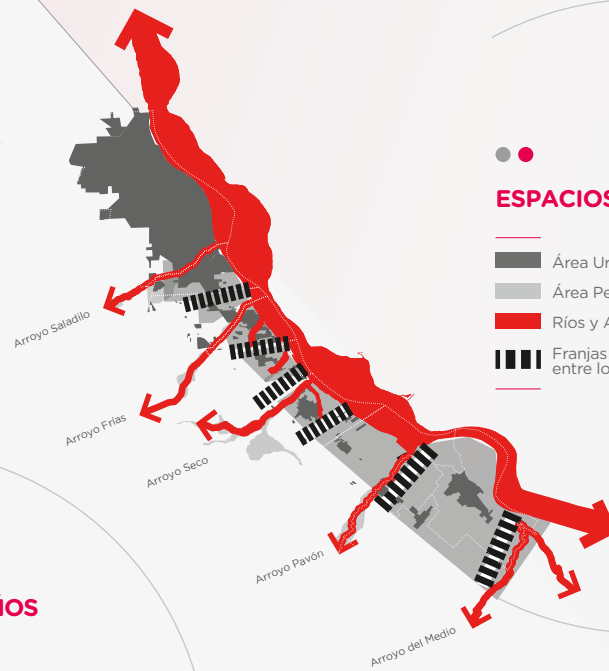 ESPACIOS
Área Ur
Área Pe
Ríos y A
Franjas
entre lo
Arroyo Saladillo
Arroyo Frías
Arroyo Seco
Arroyo Pavón
Arroyo del Medio
IOS